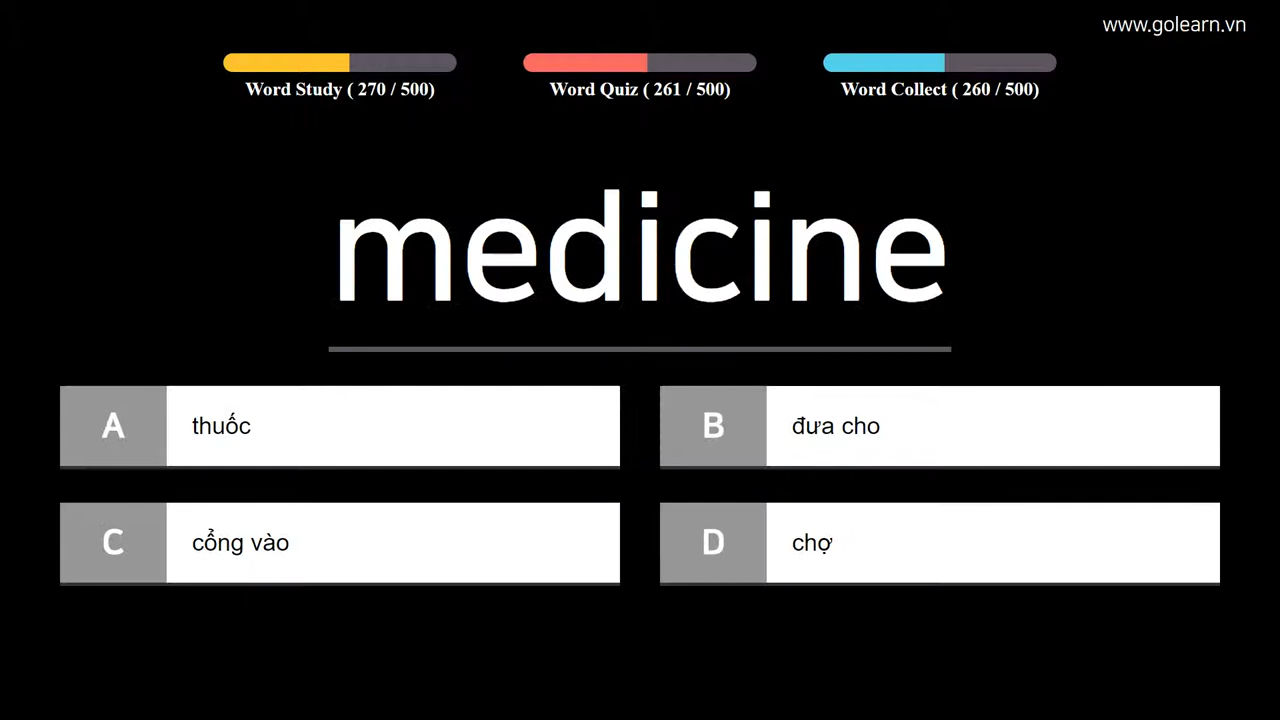 www.golearn.vn
Word Study ( 270 / 500)
Word Quiz ( 261 / 500)
Word Collect ( 260 / 500)
medicine
A thuốc
B đưa cho
C cổng vào
D chợ